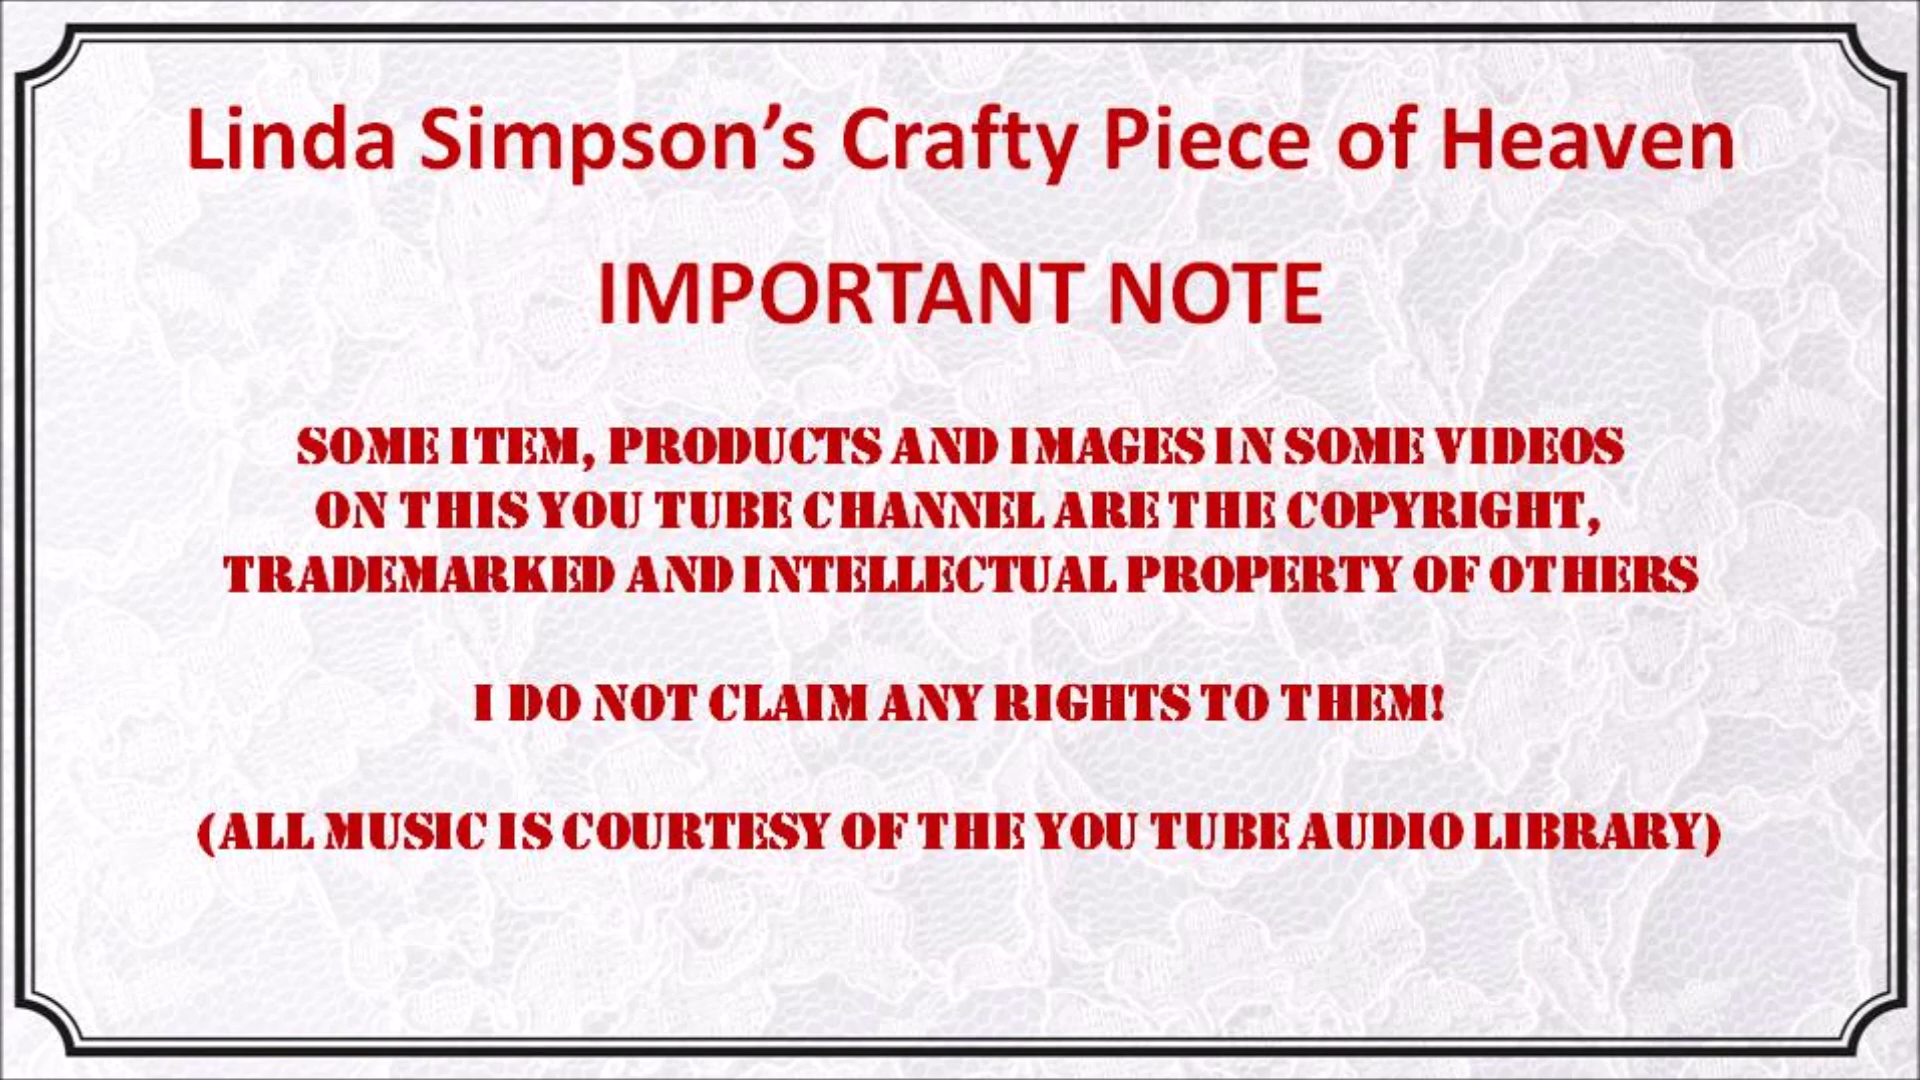 Linda Simpson’s Crafty Piece of Heaven
IMPORTANT NOTE
SOME ITEM, PRODUCTS AND IMAGES IN SOME VIDEOS
ON THIS YOU TUBE CHANNEL ARE THE COPYRIGHT,
TRADEMARKED AND INTELLECTUAL PROPERTY OF OTHERS
I DO NOT CLAIM ANY RIGHTS TO THEM!
(ALL MUSIC IS COURTESY OF THE YOU TUBE AUDIO LIBRARY)